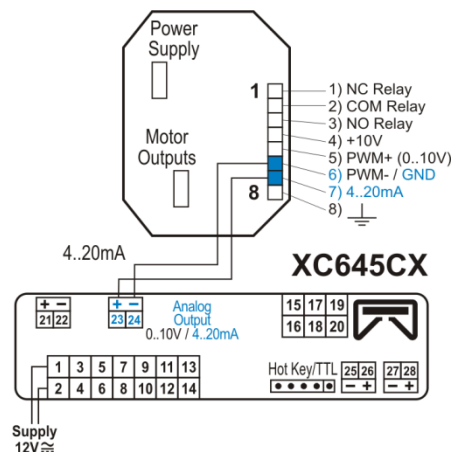 Power
Supply
Motor
Outputs
1
8
1) NC Relay
2) COM Relay
3) NO Relay
4) +10V
5) PWM+ (0..10V)
6) PWM- / GND
7) 4..20mA
8)
4..20mA
XC645CX
+ -
21 22
+ -
23 24
Analog
Output
0..10V / 4..20mA
15 17 19
16 18 20
1 3 5 7 9 11 13
2 4 6 8 10 12 14
Hot Key/TTL
25 26
- +
27 28
- +
Supply
12V